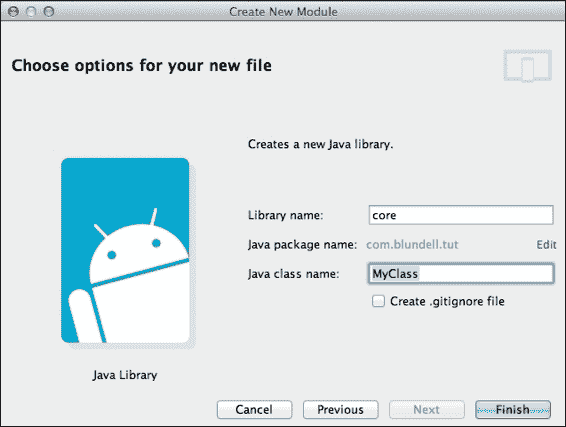 Create New Module
Choose options for your new file
Creates a new Java library.
Library name: core
Java package name: com.blundell.tut Edit
Java class name: MyClass
Create .gitignore file
Java Library
Cancel Previous Next Finish